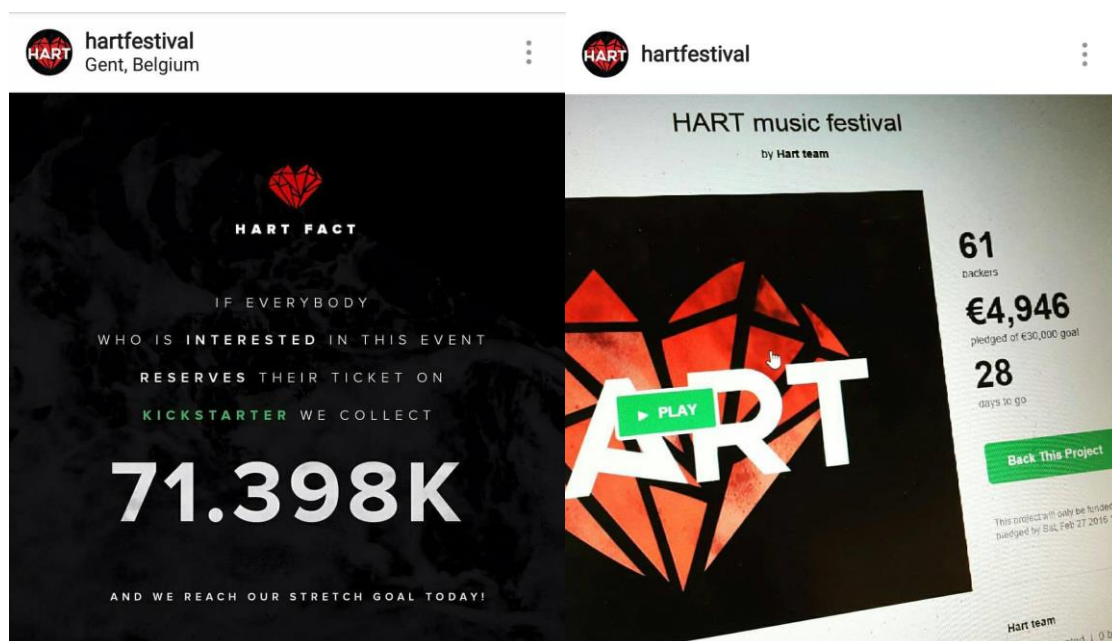 HART
hartfestival
Gent, Belgium
HART FACT
IF EVERYBODY
WHO IS INTERESTED IN THIS EVENT
RESERVES THEIR TICKET ON
KICKSTARTER WE COLLECT
71.398K
AND WE REACH OUR STRETCH GOAL TODAY!
HART
hartfestival
HART music festival
by Hart team
ART
PLAY
61
backers
€4,946
pledged of €30,000 goal
28
days to go
Back This Project
This project will only be funded
pledged by Sat, Feb 27 2016
Hart team